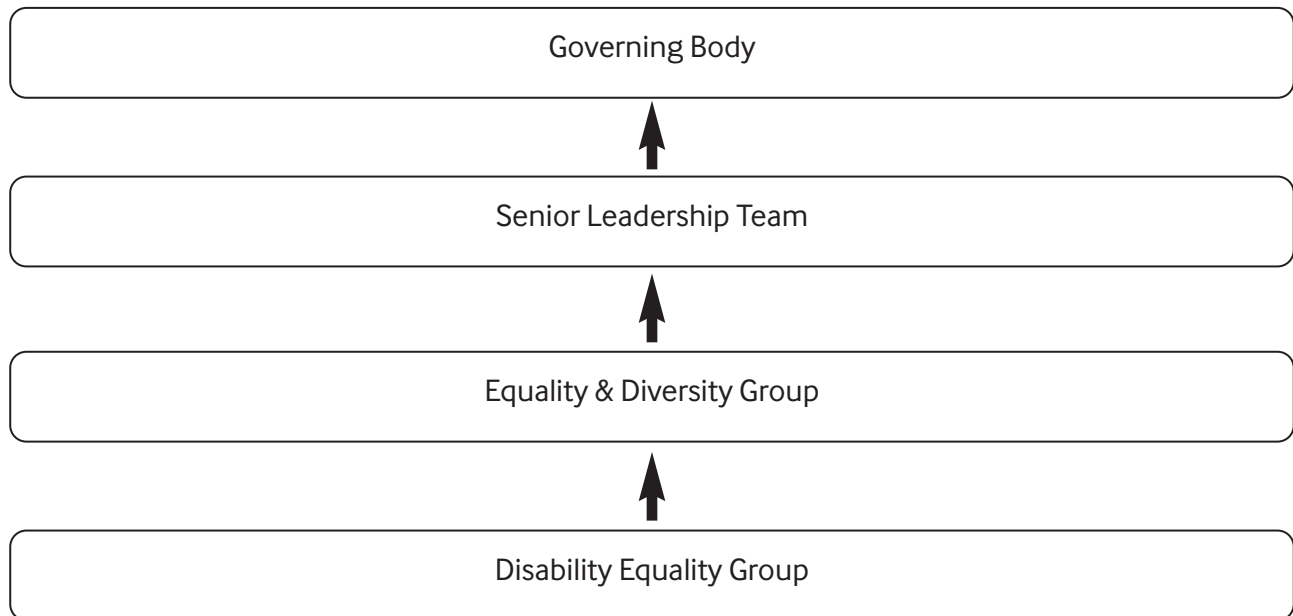 Governing Body
Senior Leadership Team
Equality & Diversity Group
Disability Equality Group